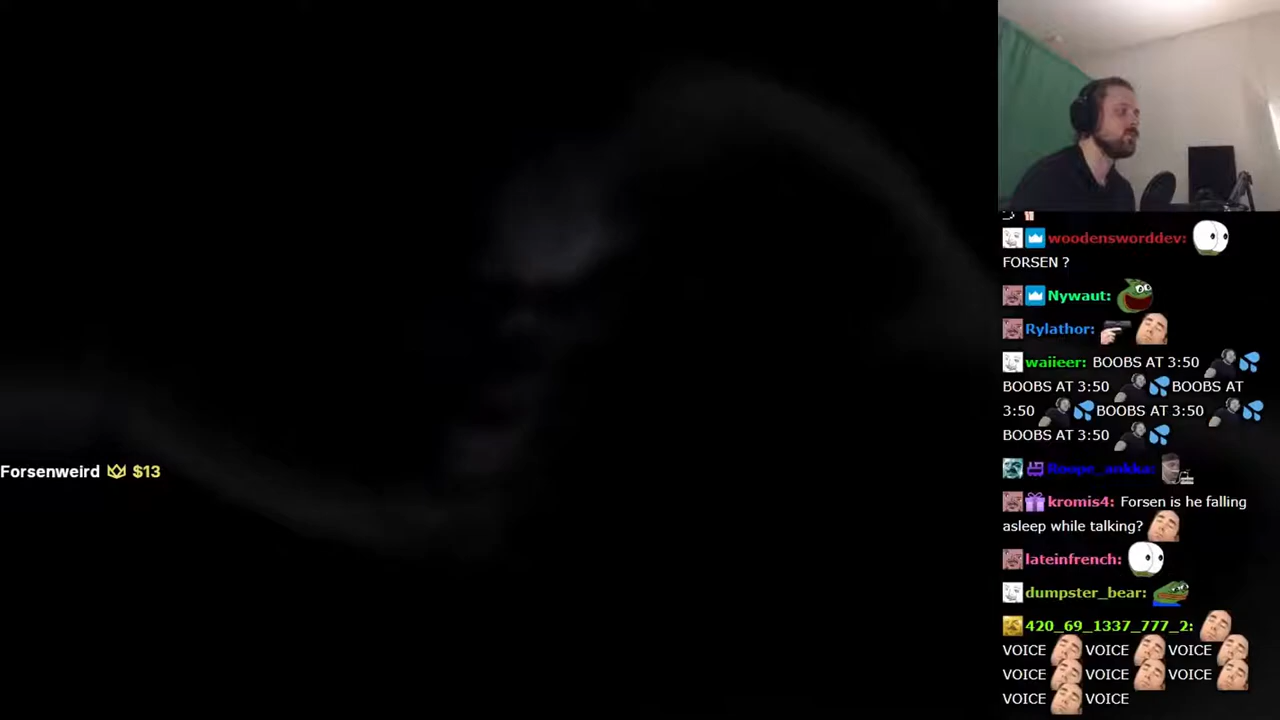 woodensworddev:
FORSEN ?
Nywaut:
Rylathor:
waiieer: BOOBS AT 3:50
BOOBS AT 3:50 BOOBS AT
3:50 BOOBS AT 3:50
BOOBS AT 3:50
Roope_ankka:
kromis4: Forsen is he falling
asleep while talking?
lateinfrench:
dumpster_bear:
420_69_1337_777_2:
VOICE VOICE VOICE
VOICE VOICE VOICE
VOICE VOICE
Forsenweird $13